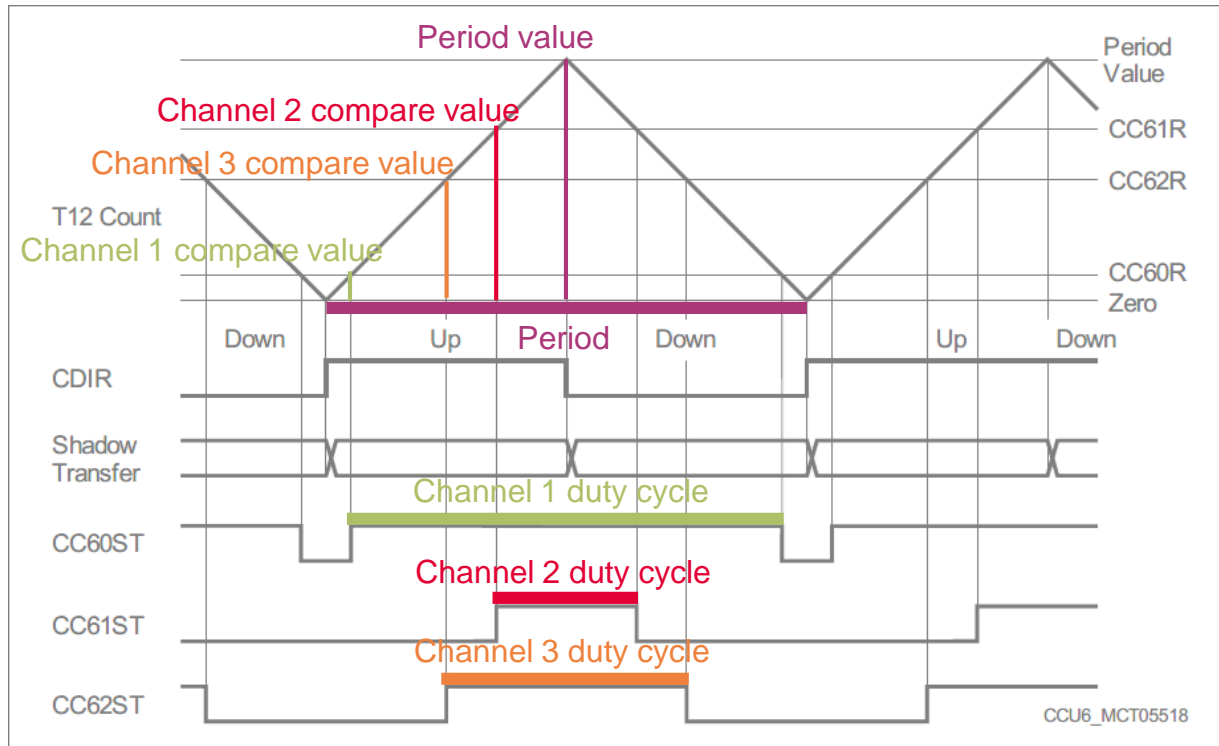 Period value
Period
Value
Channel 2 compare value
CC61R
Channel 3 compare value
CC62R
T12 Count
Channel 1 compare value
CC60R
Zero
Down
Up
Period
Down
Up
Down
CDIR
Shadow
Transfer
Channel 1 duty cycle
CC60ST
Channel 2 duty cycle
CC61ST
Channel 3 duty cycle
CC62ST
CCU6_MCT05518